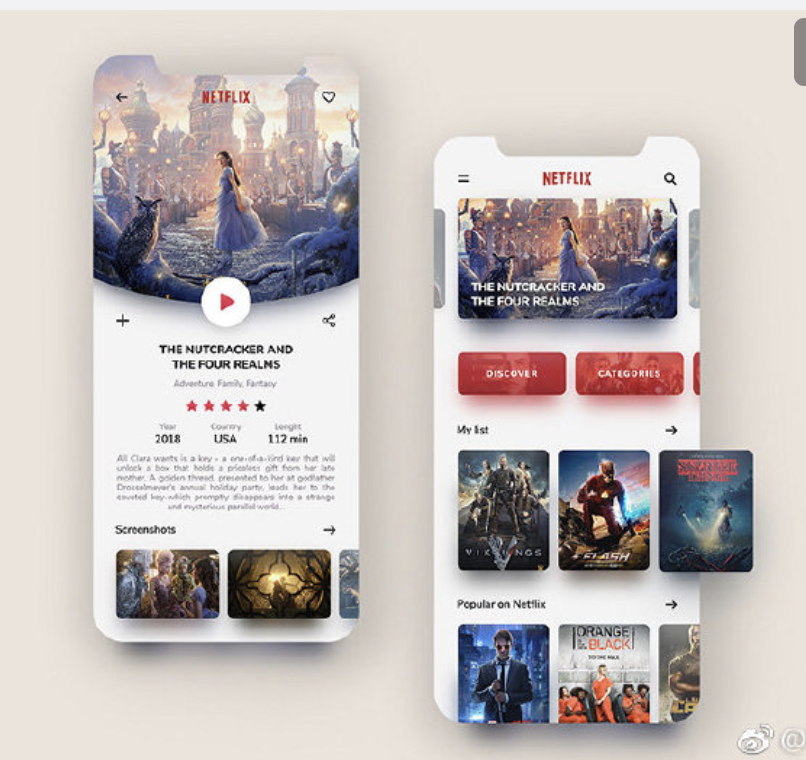 NETFLIX
THE NUTCRACKER AND
THE FOUR REALMS
Adventure, Family, Fantasy
Year
Country
Lenght
2018
USA
112 min
All Clara wants is a key - a one-of-a-kind key that will
unlock a box that holds a priceless gift from her late
mother. A golden thread, presented to her at godfather
Drosselmeyer's annual holiday party, leads her to the
coveted key-which promptly disappears into a strange
and mysterious parallel world...
Screenshots
NETFLIX
THE NUTCRACKER AND
THE FOUR REALMS
DISCOVER
CATEGORIES
My list
VIKINGS
FLASH
STRANGER
THINGS
Popular on Netflix
ORANGE
BLACK
@